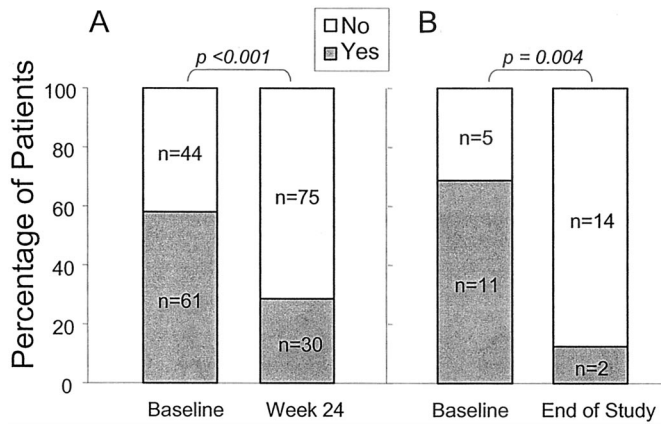 A
No
Yes
B
p <0.001
p = 0.004
Percentage of Patients
100
80
60
40
20
0
n=44
n=61
n=75
n=30
n=5
n=11
n=14
n=2
Baseline
Week 24
Baseline
End of Study